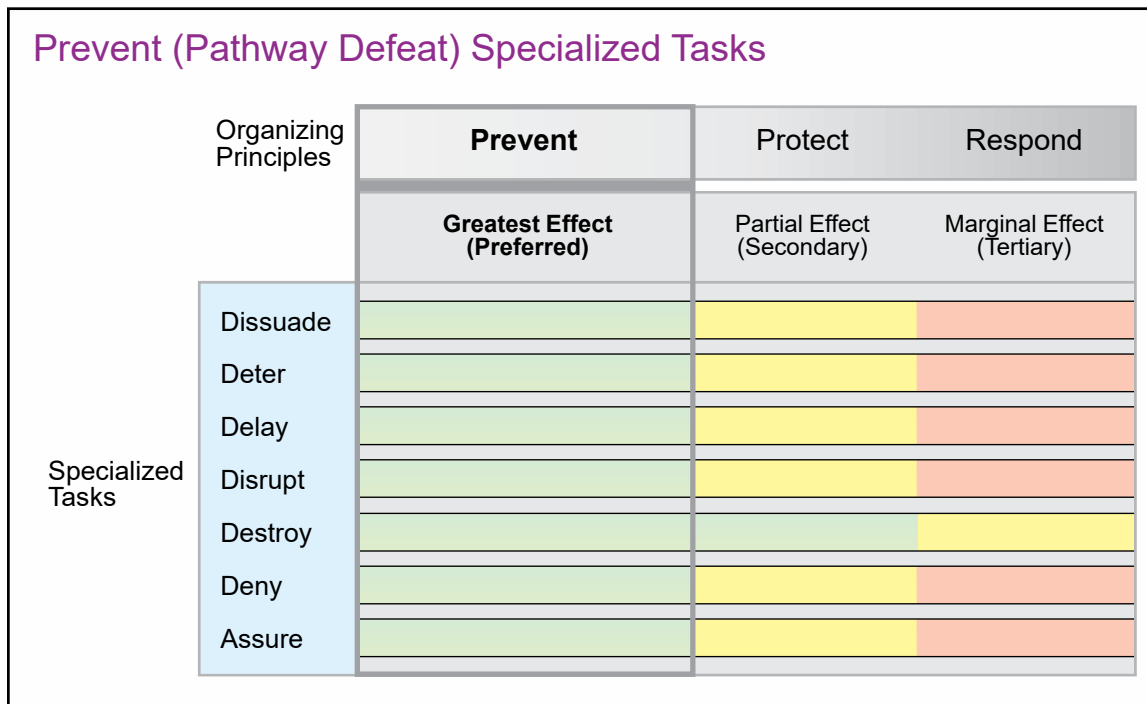 Prevent (Pathway Defeat) Specialized Tasks
Organizing
Principles
Prevent
Protect
Respond
Greatest Effect
(Preferred)
Partial Effect
(Secondary)
Marginal Effect
(Tertiary)
Specialized
Tasks
Dissuade
Deter
Delay
Disrupt
Destroy
Deny
Assure